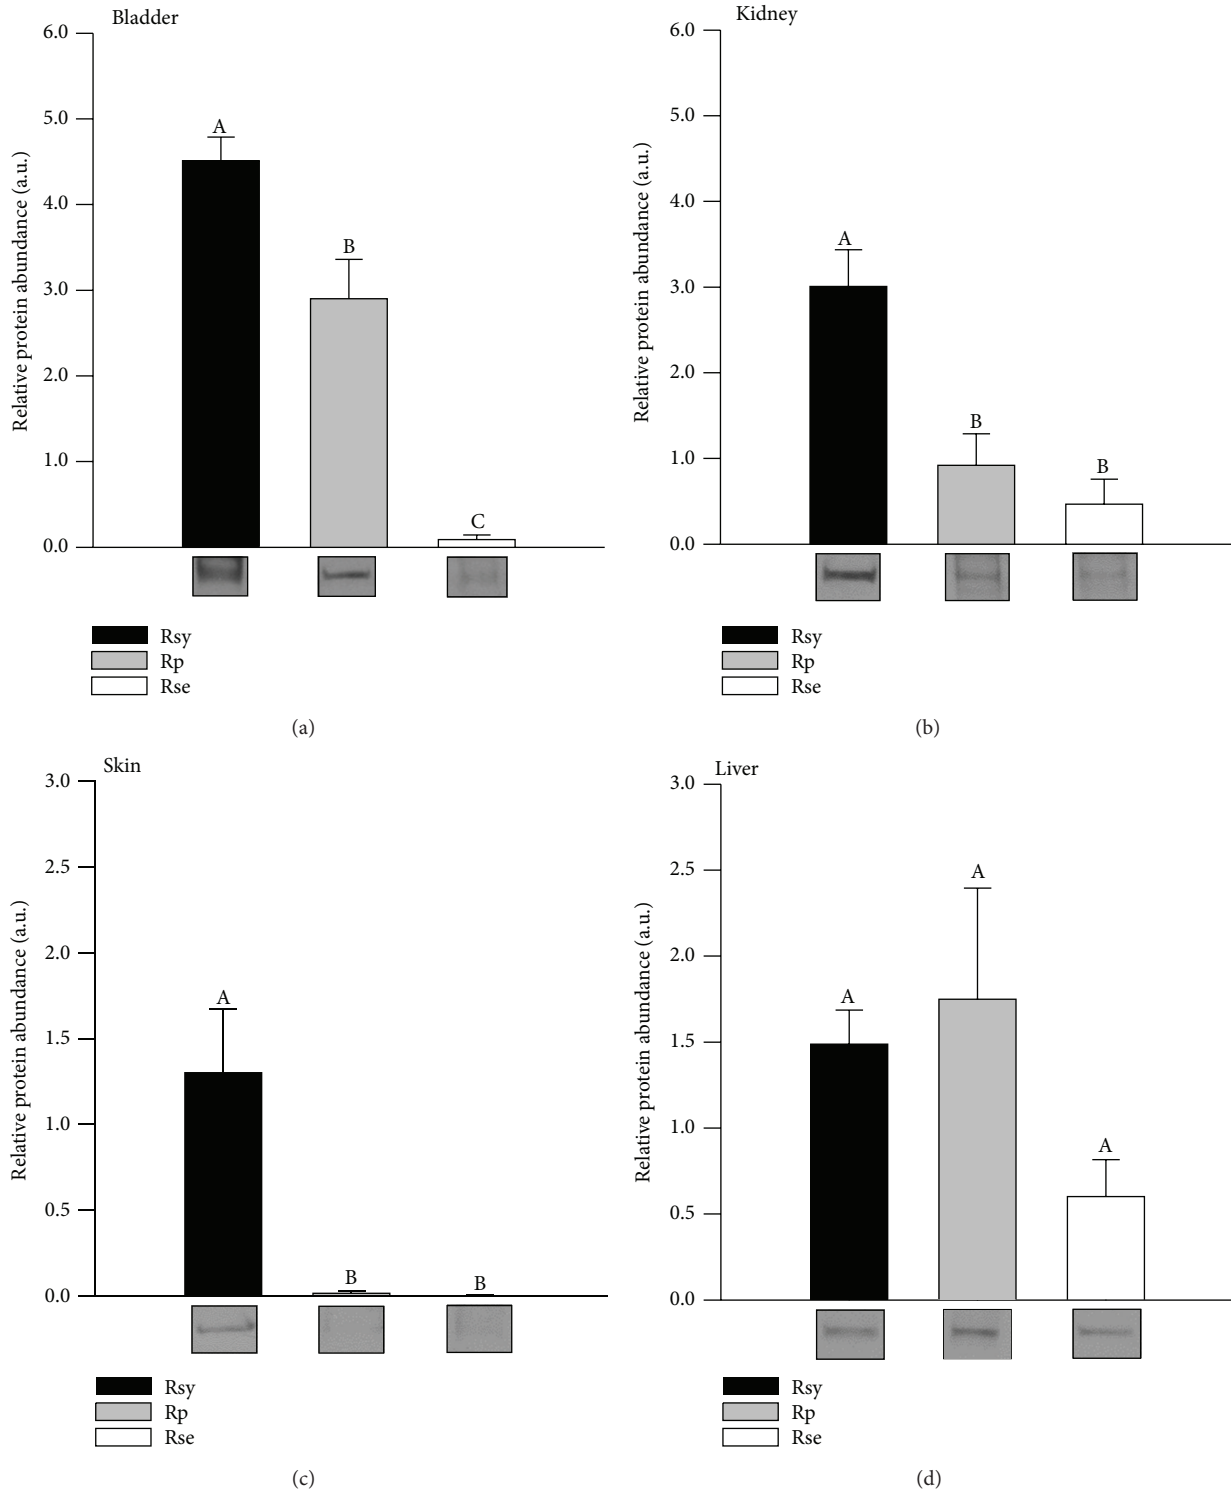 Bladder
6.0
5.0
4.0
3.0
2.0
1.0
0.0
Relative protein abundance (a.u.)
A
B
C
Rsy
Rp
Rse
(a)
Kidney
6.0
5.0
4.0
3.0
2.0
1.0
0.0
Relative protein abundance (a.u.)
A
B
B
Rsy
Rp
Rse
(b)
Skin
3.0
2.5
2.0
1.5
1.0
0.5
0.0
Relative protein abundance (a.u.)
A
B
B
Rsy
Rp
Rse
(c)
Liver
3.0
2.5
2.0
1.5
1.0
0.5
0.0
Relative protein abundance (a.u.)
A
A
A
Rsy
Rp
Rse
(d)